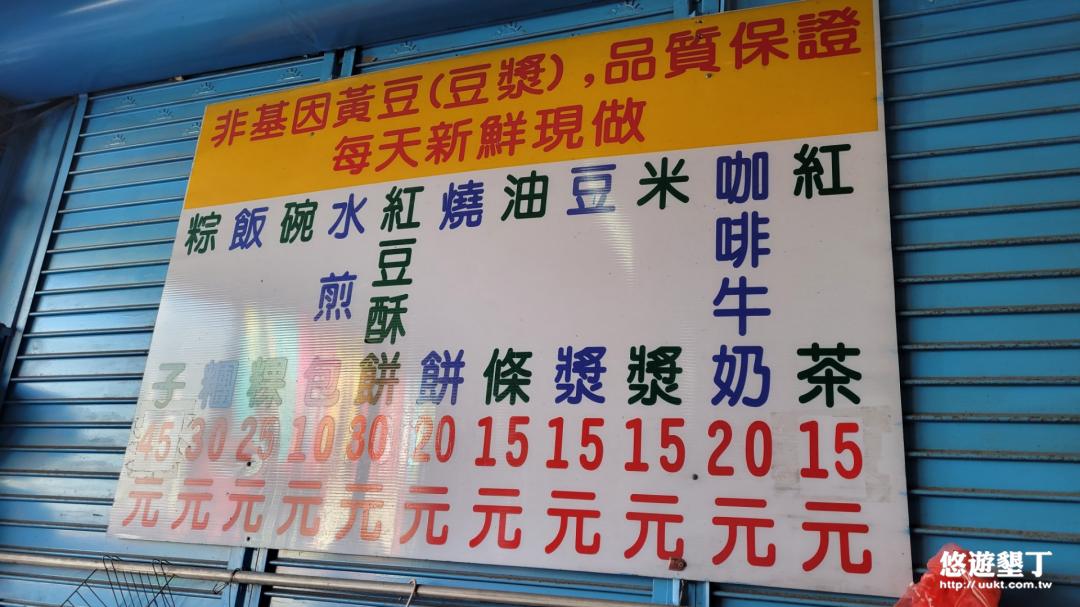 非基因黃豆(豆漿),品質保證
每天新鮮現做
紅茶15元
咖啡牛奶20元
米漿15元
豆漿15元
油條15元
燒餅20元
紅豆酥餅30元
水煎包10元
碗粿25元
飯糰30元
粽子45元
悠遊墾丁
http://uukt.com.tw